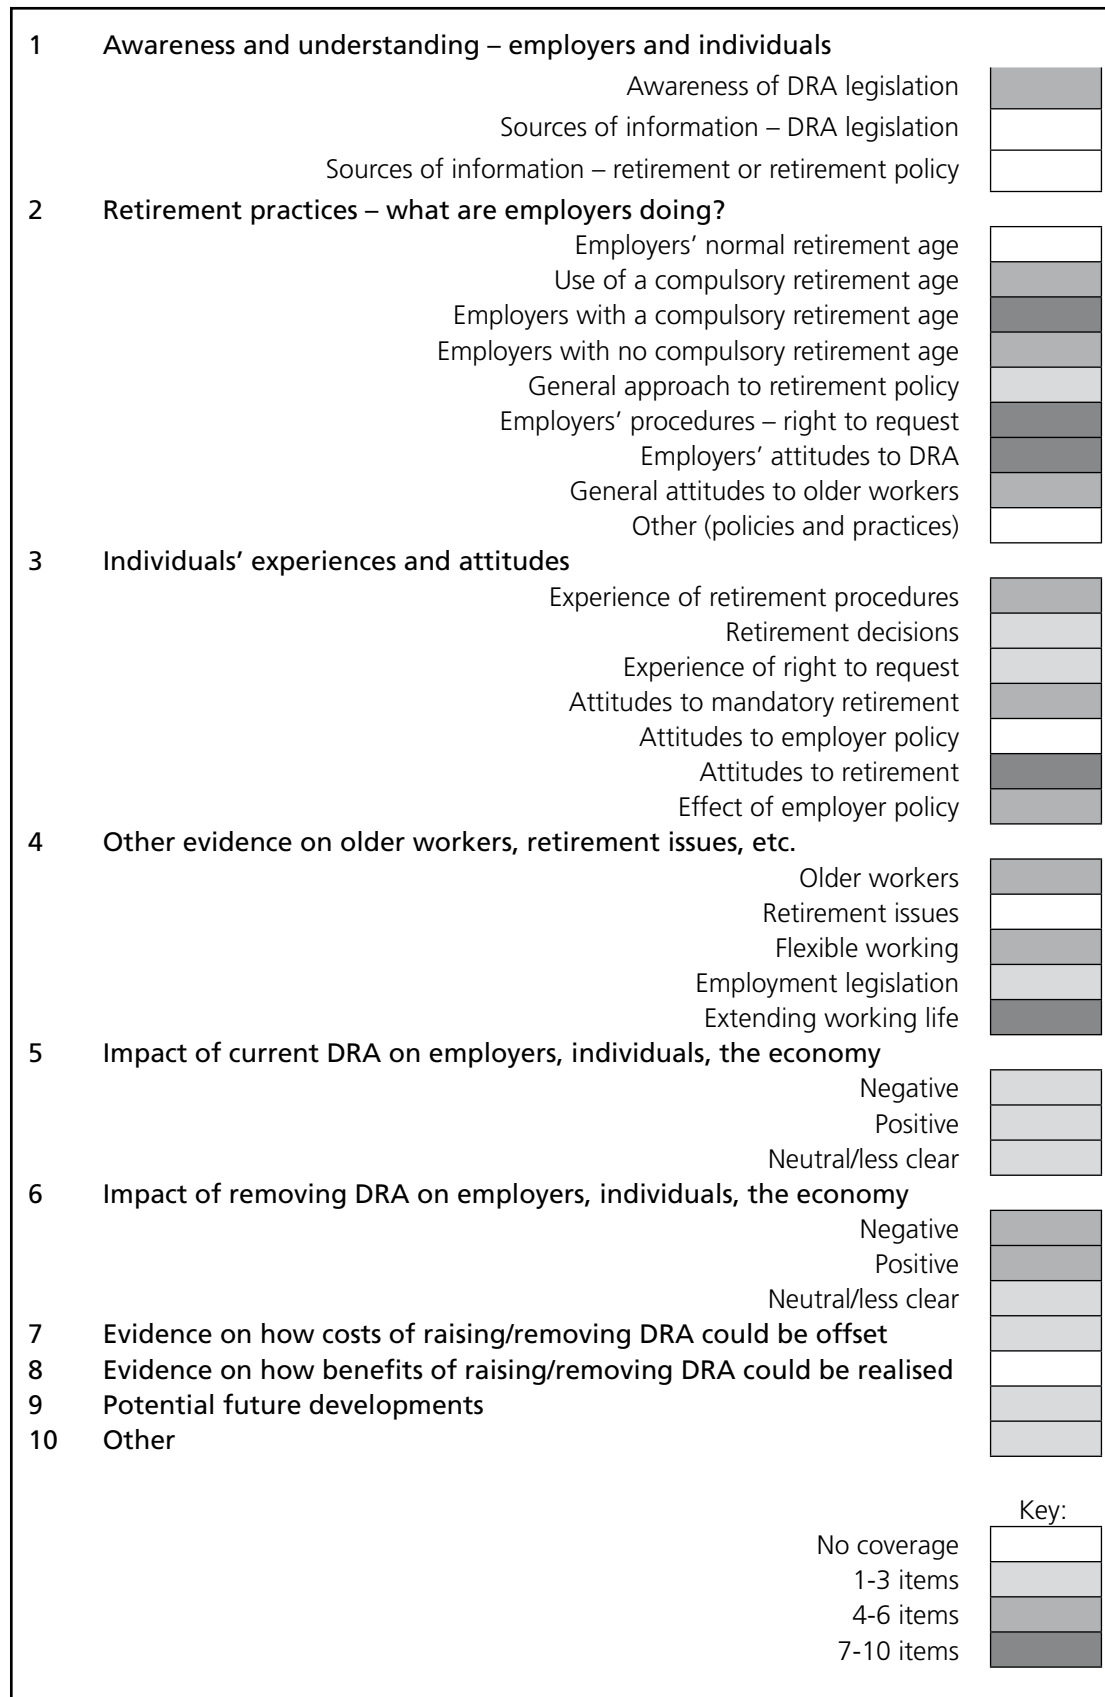 1 Awareness and understanding – employers and individuals
Awareness of DRA legislation
Sources of information – DRA legislation
Sources of information – retirement or retirement policy
2 Retirement practices – what are employers doing?
Employers’ normal retirement age
Use of a compulsory retirement age
Employers with a compulsory retirement age
Employers with no compulsory retirement age
General approach to retirement policy
Employers’ procedures – right to request
Employers’ attitudes to DRA
General attitudes to older workers
Other (policies and practices)
3 Individuals’ experiences and attitudes
Experience of retirement procedures
Retirement decisions
Experience of right to request
Attitudes to mandatory retirement
Attitudes to employer policy
Attitudes to retirement
Effect of employer policy
4 Other evidence on older workers, retirement issues, etc.
Older workers
Retirement issues
Flexible working
Employment legislation
Extending working life
5 Impact of current DRA on employers, individuals, the economy
Negative
Positive
Neutral/less clear
6 Impact of removing DRA on employers, individuals, the economy
Negative
Positive
Neutral/less clear
7 Evidence on how costs of raising/removing DRA could be offset
8 Evidence on how benefits of raising/removing DRA could be realised
9 Potential future developments
10 Other
Key:
No coverage
1-3 items
4-6 items
7-10 items